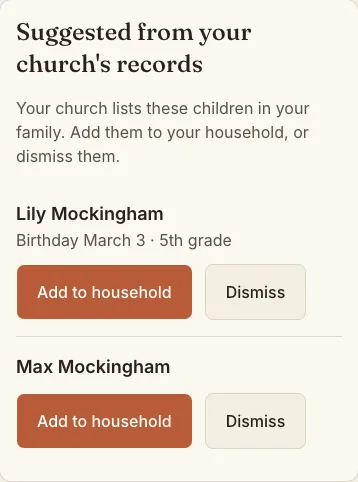 Suggested from your
church's records
Your church lists these children in your
family. Add them to your household, or
dismiss them.
Lily Mockingham
Birthday March 3 · 5th grade
Add to household
Dismiss
Max Mockingham
Add to household
Dismiss